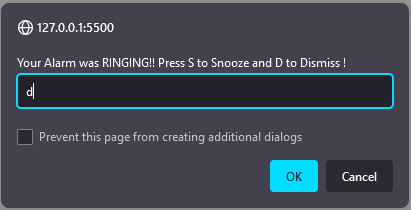 127.0.0.1:5500
Your Alarm was RINGING!! Press S to Snooze and D to Dismiss !
d
Prevent this page from creating additional dialogs
OK Cancel